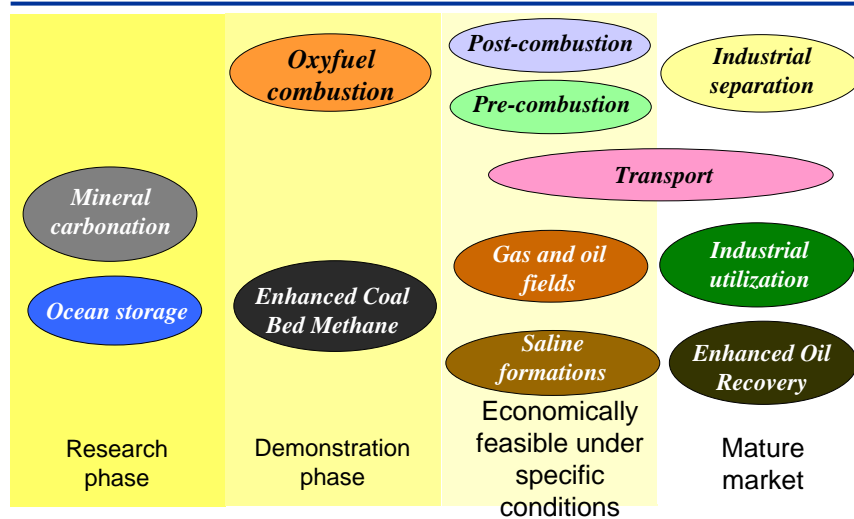 Oxyfuel
combustion
Post-combustion
Pre-combustion
Industrial
separation
Transport
Mineral
carbonation
Ocean storage
Enhanced Coal
Bed Methane
Gas and oil
fields
Saline
formations
Industrial
utilization
Enhanced Oil
Recovery
Research
phase
Demonstration
phase
Economically
feasible under
specific
conditions
Mature
market